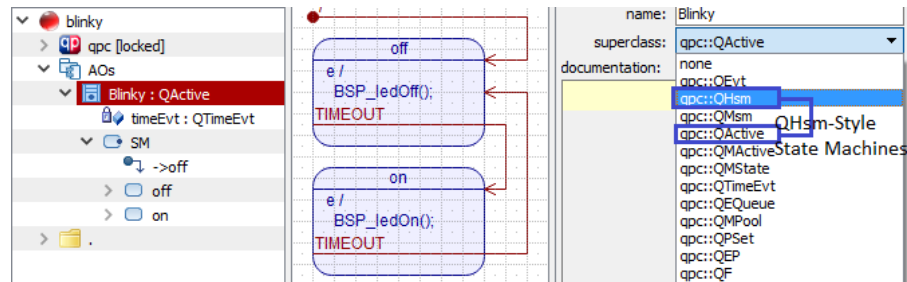 blinky
qpc [locked]
AOs
Blinky : QActive
timeEvt : QTimeEvt
SM
->off
off
on
.
off
e /
BSP_ledOff();
TIMEOUT
on
e /
BSP_ledOn();
TIMEOUT
name: Blinky
superclass: qpc::QActive
documentation:
none
qpc::QEvt
qpc::QHsm
qpc::QMsm
qpc::QActive
qpc::QMActive
qpc::QMState
qpc::QTimeEvt
qpc::QEQueue
qpc::QMPool
qpc::QPSet
qpc::QEP
qpc::QF
QHsm-Style
State Machines